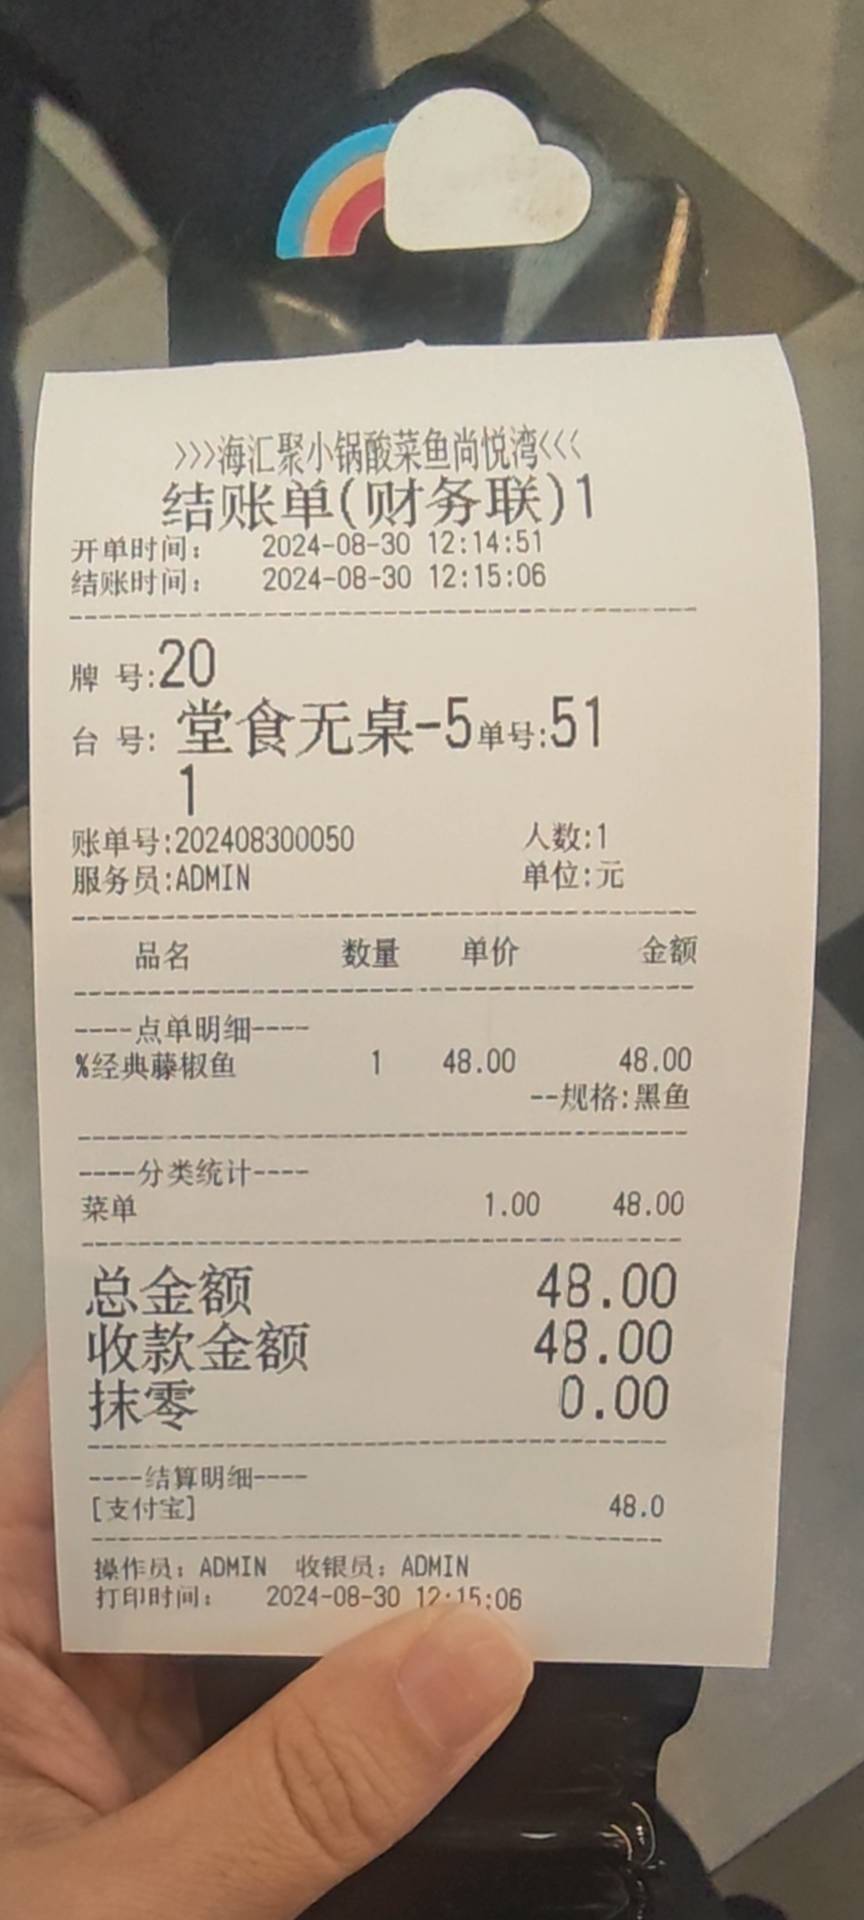 >>>海汇聚小锅酸菜鱼尚悦湾<<<
结账单(财务联)1
开单时间: 2024-08-30 12:14:51
结账时间: 2024-08-30 12:15:06
牌 号:20
台 号: 堂食无桌-5单号:51
1
账单号:202408300050 人数:1
服务员:ADMIN 单位:元
品名 数量 单价 金额
----点单明细----
%经典藤椒鱼 1 48.00 48.00
--规格:黑鱼
----分类统计----
菜单 1.00 48.00
总金额 48.00
收款金额 48.00
抹零 0.00
----结算明细----
[支付宝] 48.0
操作员: ADMIN 收银员: ADMIN
打印时间: 2024-08-30 12:15:06